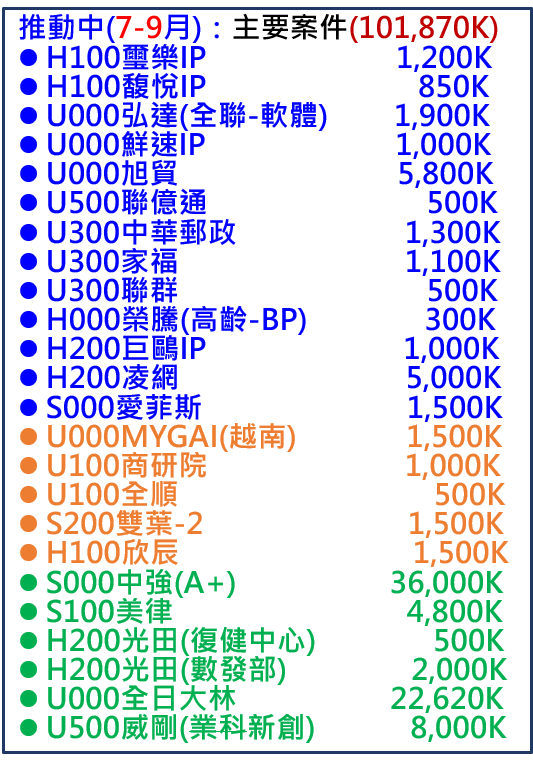 推動中(7-9月)：主要案件(101,870K)
●H100璽樂IP 1,200K
●H100馥悅IP 850K
●U000弘達(全聯-軟體) 1,900K
●U000鮮速IP 1,000K
●U000旭貿 5,800K
●U500聯億通 500K
●U300中華郵政 1,300K
●U300家福 1,100K
●U300聯群 500K
●H000榮騰(高齡-BP) 300K
●H200巨鷗IP 1,000K
●H200凌網 5,000K
●S000愛菲斯 1,500K
●U000MYGAI(越南) 1,500K
●U100商研院 1,000K
●U100全順 500K
●S200雙葉-2 1,500K
●H100欣辰 1,500K
●S000中強(A+) 36,000K
●S100美律 4,800K
●H200光田(復健中心) 500K
●H200光田(數發部) 2,000K
●U000全日大林 22,620K
●U500威剛(業科新創) 8,000K